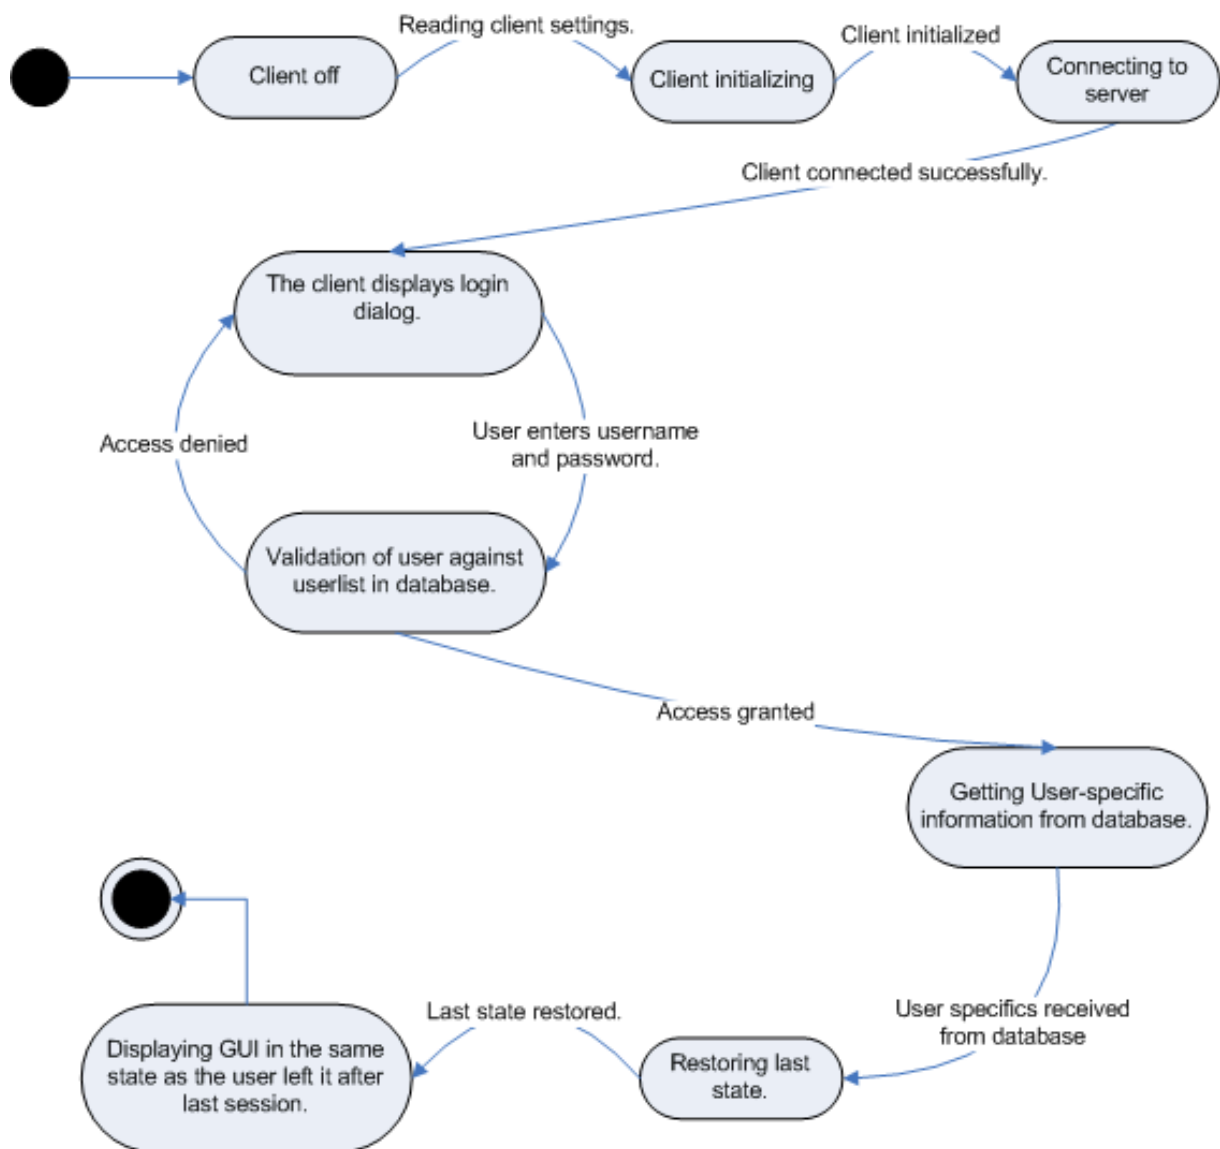 Reading client settings.
Client initialized
Client off
Client initializing
Connecting to
server
Client connected successfully.
The client displays login
dialog.
Access denied
User enters username
and password.
Validation of user against
userlist in database.
Access granted
Getting User-specific
information from database.
User specifics received
from database
Last state restored.
Restoring last
state.
Displaying GUI in the same
state as the user left it after
last session.